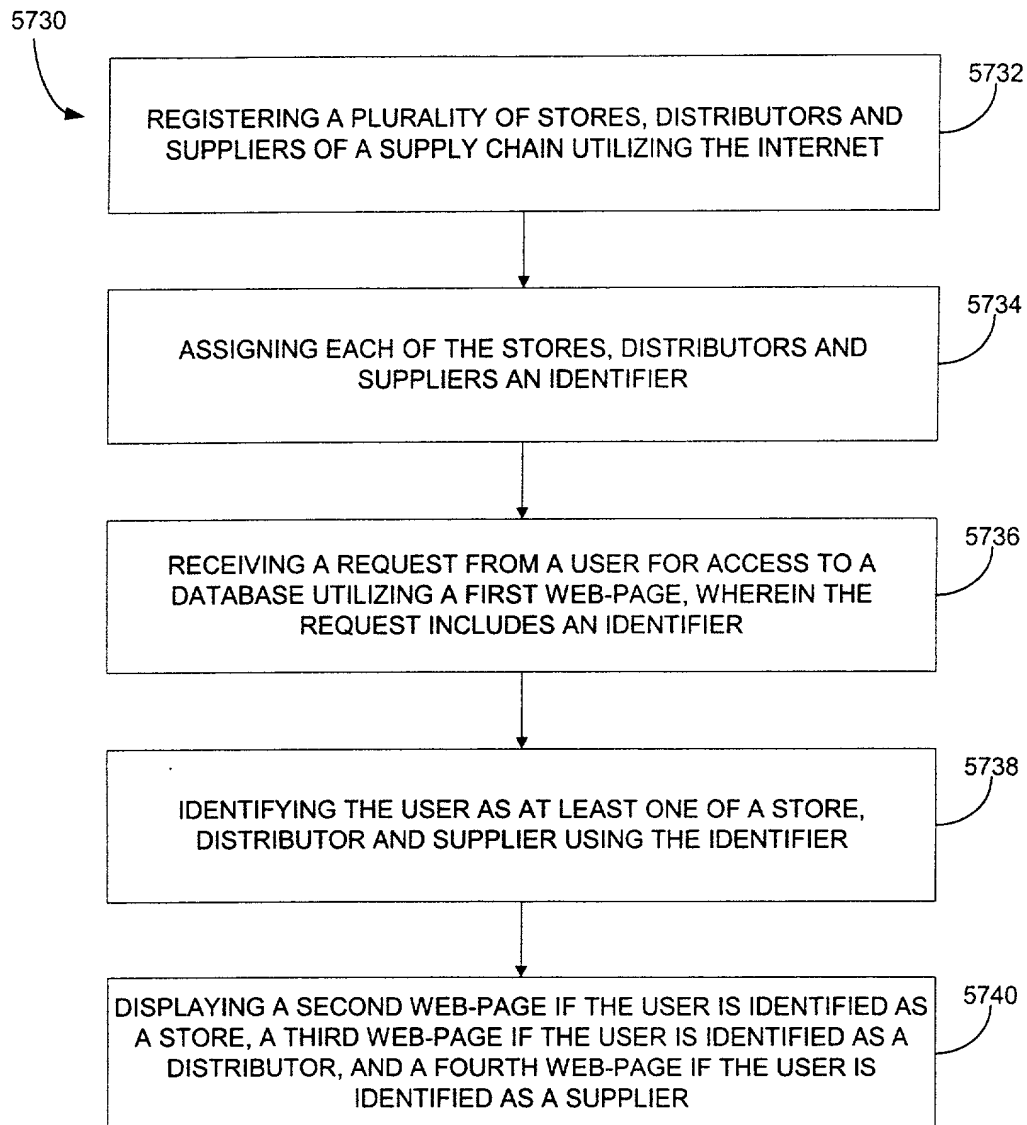 5730
5732
REGISTERING A PLURALITY OF STORES, DISTRIBUTORS AND
SUPPLIERS OF A SUPPLY CHAIN UTILIZING THE INTERNET
5734
ASSIGNING EACH OF THE STORES, DISTRIBUTORS AND
SUPPLIERS AN IDENTIFIER
5736
RECEIVING A REQUEST FROM A USER FOR ACCESS TO A
DATABASE UTILIZING A FIRST WEB-PAGE, WHEREIN THE
REQUEST INCLUDES AN IDENTIFIER
5738
IDENTIFYING THE USER AS AT LEAST ONE OF A STORE,
DISTRIBUTOR AND SUPPLIER USING THE IDENTIFIER
5740
DISPLAYING A SECOND WEB-PAGE IF THE USER IS IDENTIFIED AS
A STORE, A THIRD WEB-PAGE IF THE USER IS IDENTIFIED AS A
DISTRIBUTOR, AND A FOURTH WEB-PAGE IF THE USER IS
IDENTIFIED AS A SUPPLIER